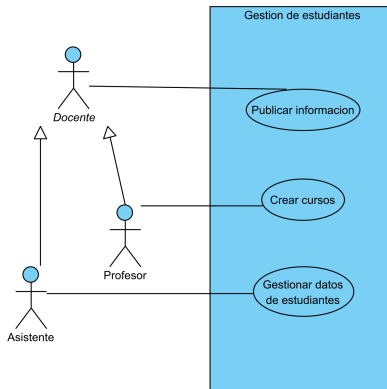 Gestion de estudiantes
Docente
Publicar informacion
Crear cursos
Profesor
Gestionar datos
de estudiantes
Asistente